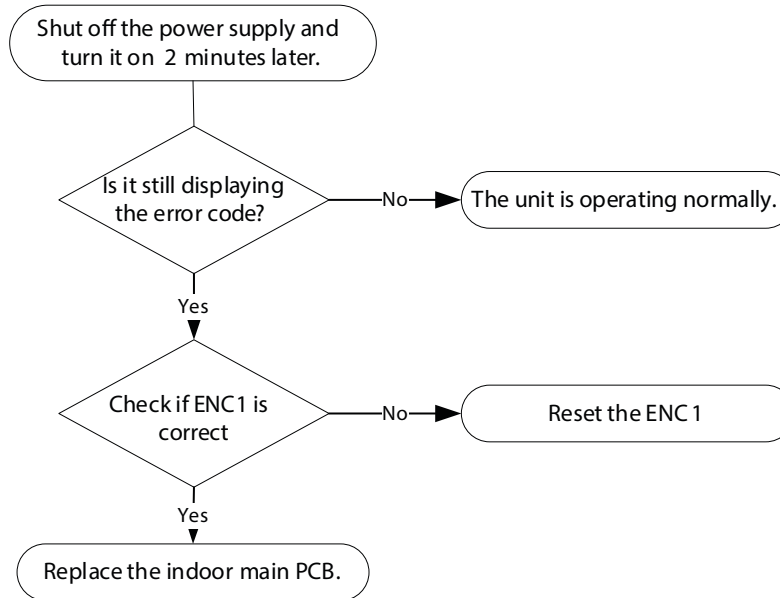 Shut off the power supply and
turn it on 2 minutes later.
Is it still displaying
the error code?
No
The unit is operating normally.
Yes
Check if ENC1 is
correct
No
Reset the ENC1
Yes
Replace the indoor main PCB.